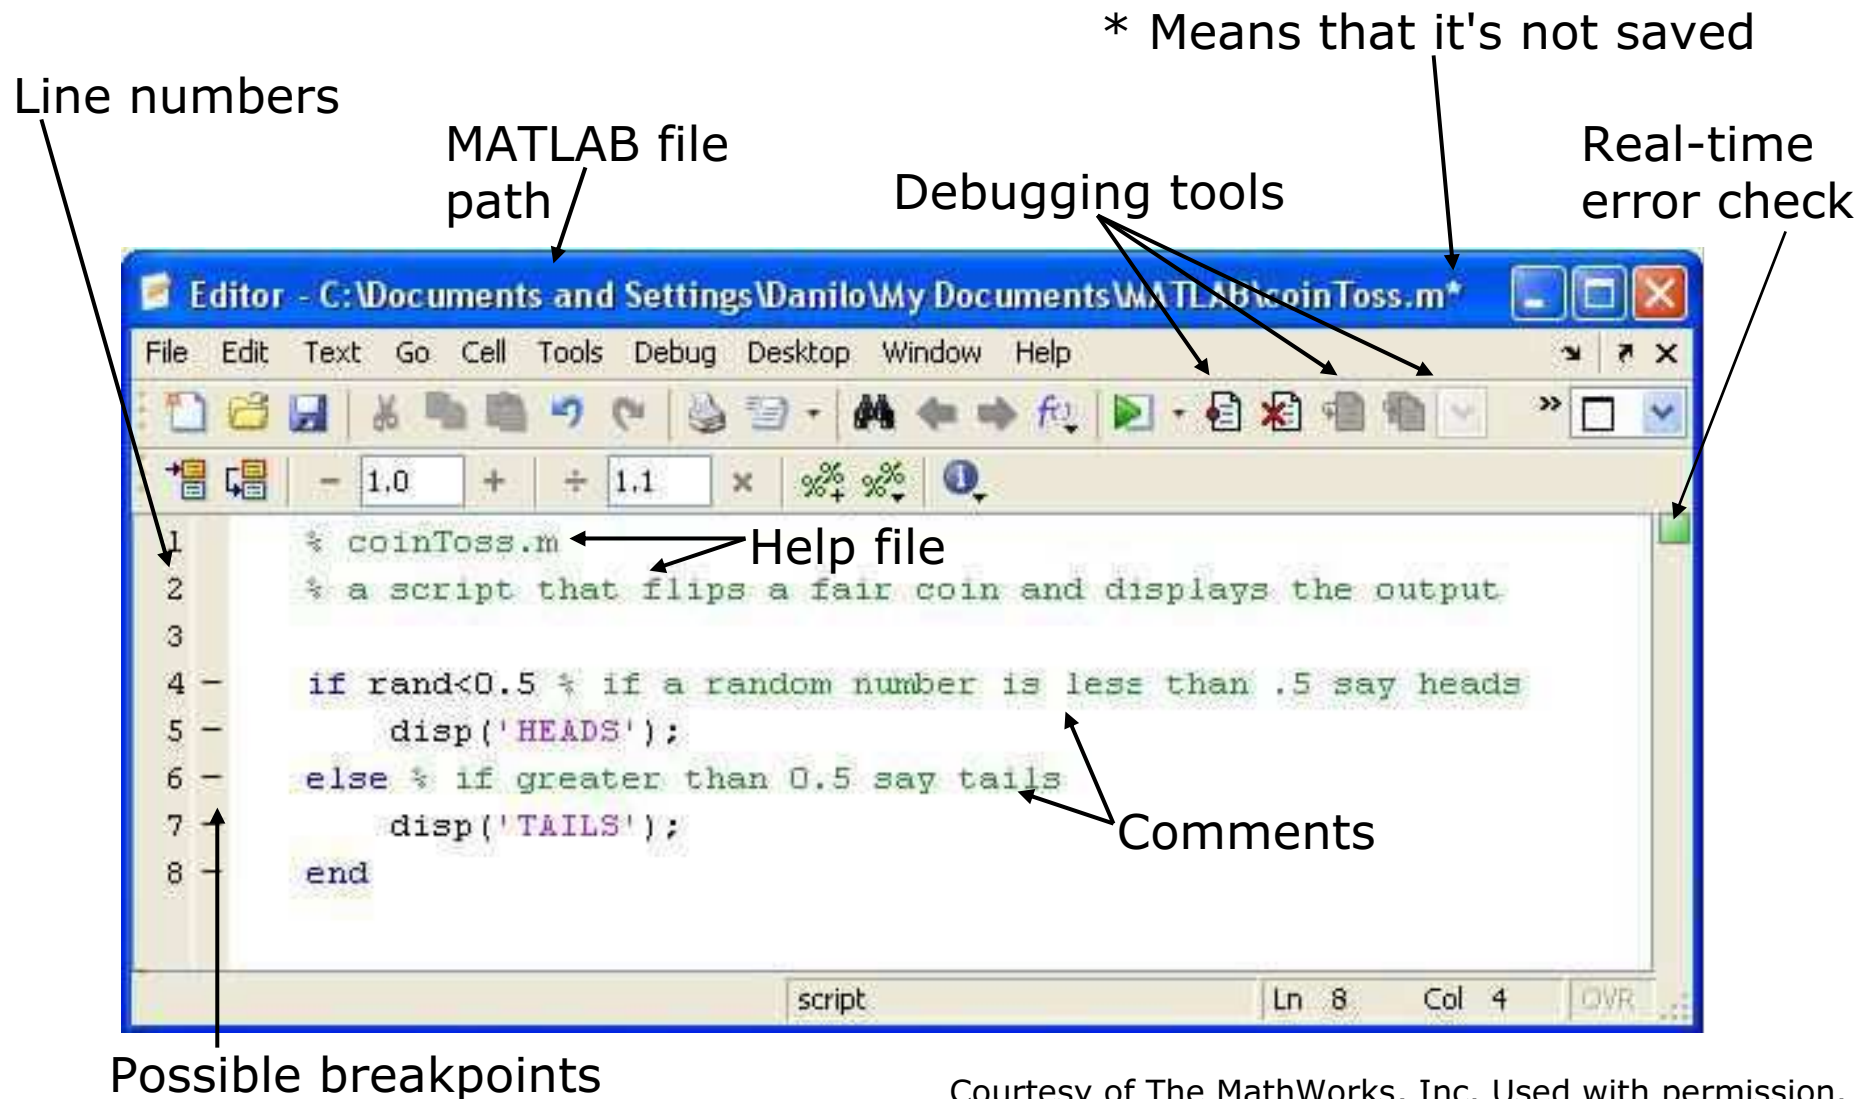 * Means that it's not saved
Line numbers
MATLAB file
path
Debugging tools
Real-time
error check
Editor - C:\Documents and Settings\Danilo\My Documents\MATLAB\coinToss.m*
File Edit Text Go Cell Tools Debug Desktop Window Help
- 1.0 + ÷ 1.1 ×
1 % coinToss.m
Help file
2 % a script that flips a fair coin and displays the output
3
4 – if rand<0.5 % if a random number is less than .5 say heads
5 – disp('HEADS');
6 – else % if greater than 0.5 say tails
7 – disp('TAILS');
Comments
8 – end
script Ln 8 Col 4 OVR
Possible breakpoints
Courtesy of The MathWorks, Inc. Used with permission.